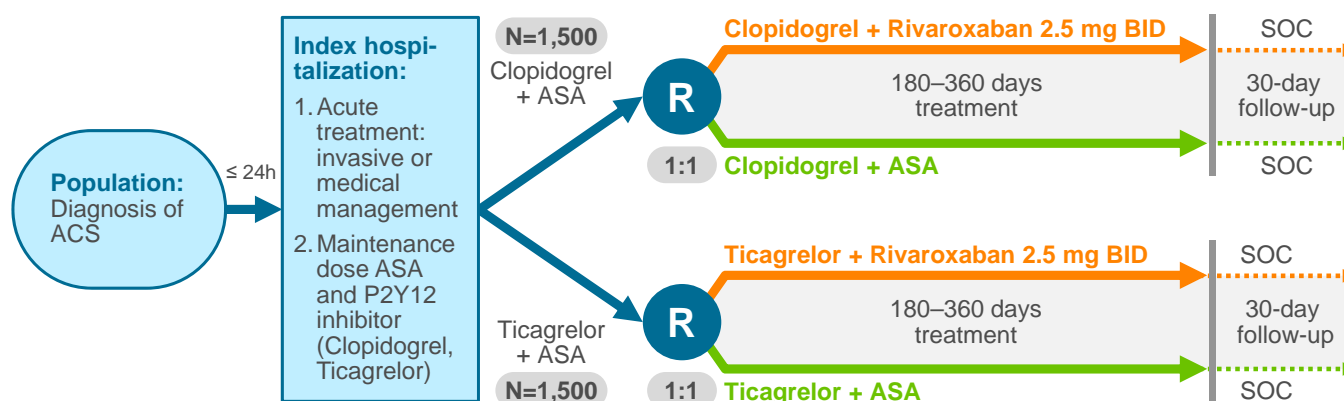 Population:
Diagnosis of
ACS
≤ 24h
Index hospi-
talization:
1. Acute
treatment:
invasive or
medical
management
2. Maintenance
dose ASA
and P2Y12
inhibitor
(Clopidogrel,
Ticagrelor)
N=1,500
Clopidogrel
+ ASA
R
1:1
Clopidogrel + Rivaroxaban 2.5 mg BID
180–360 days
treatment
Clopidogrel + ASA
SOC
30-day
follow-up
SOC
Ticagrelor
+ ASA
N=1,500
R
1:1
Ticagrelor + Rivaroxaban 2.5 mg BID
180–360 days
treatment
Ticagrelor + ASA
SOC
30-day
follow-up
SOC